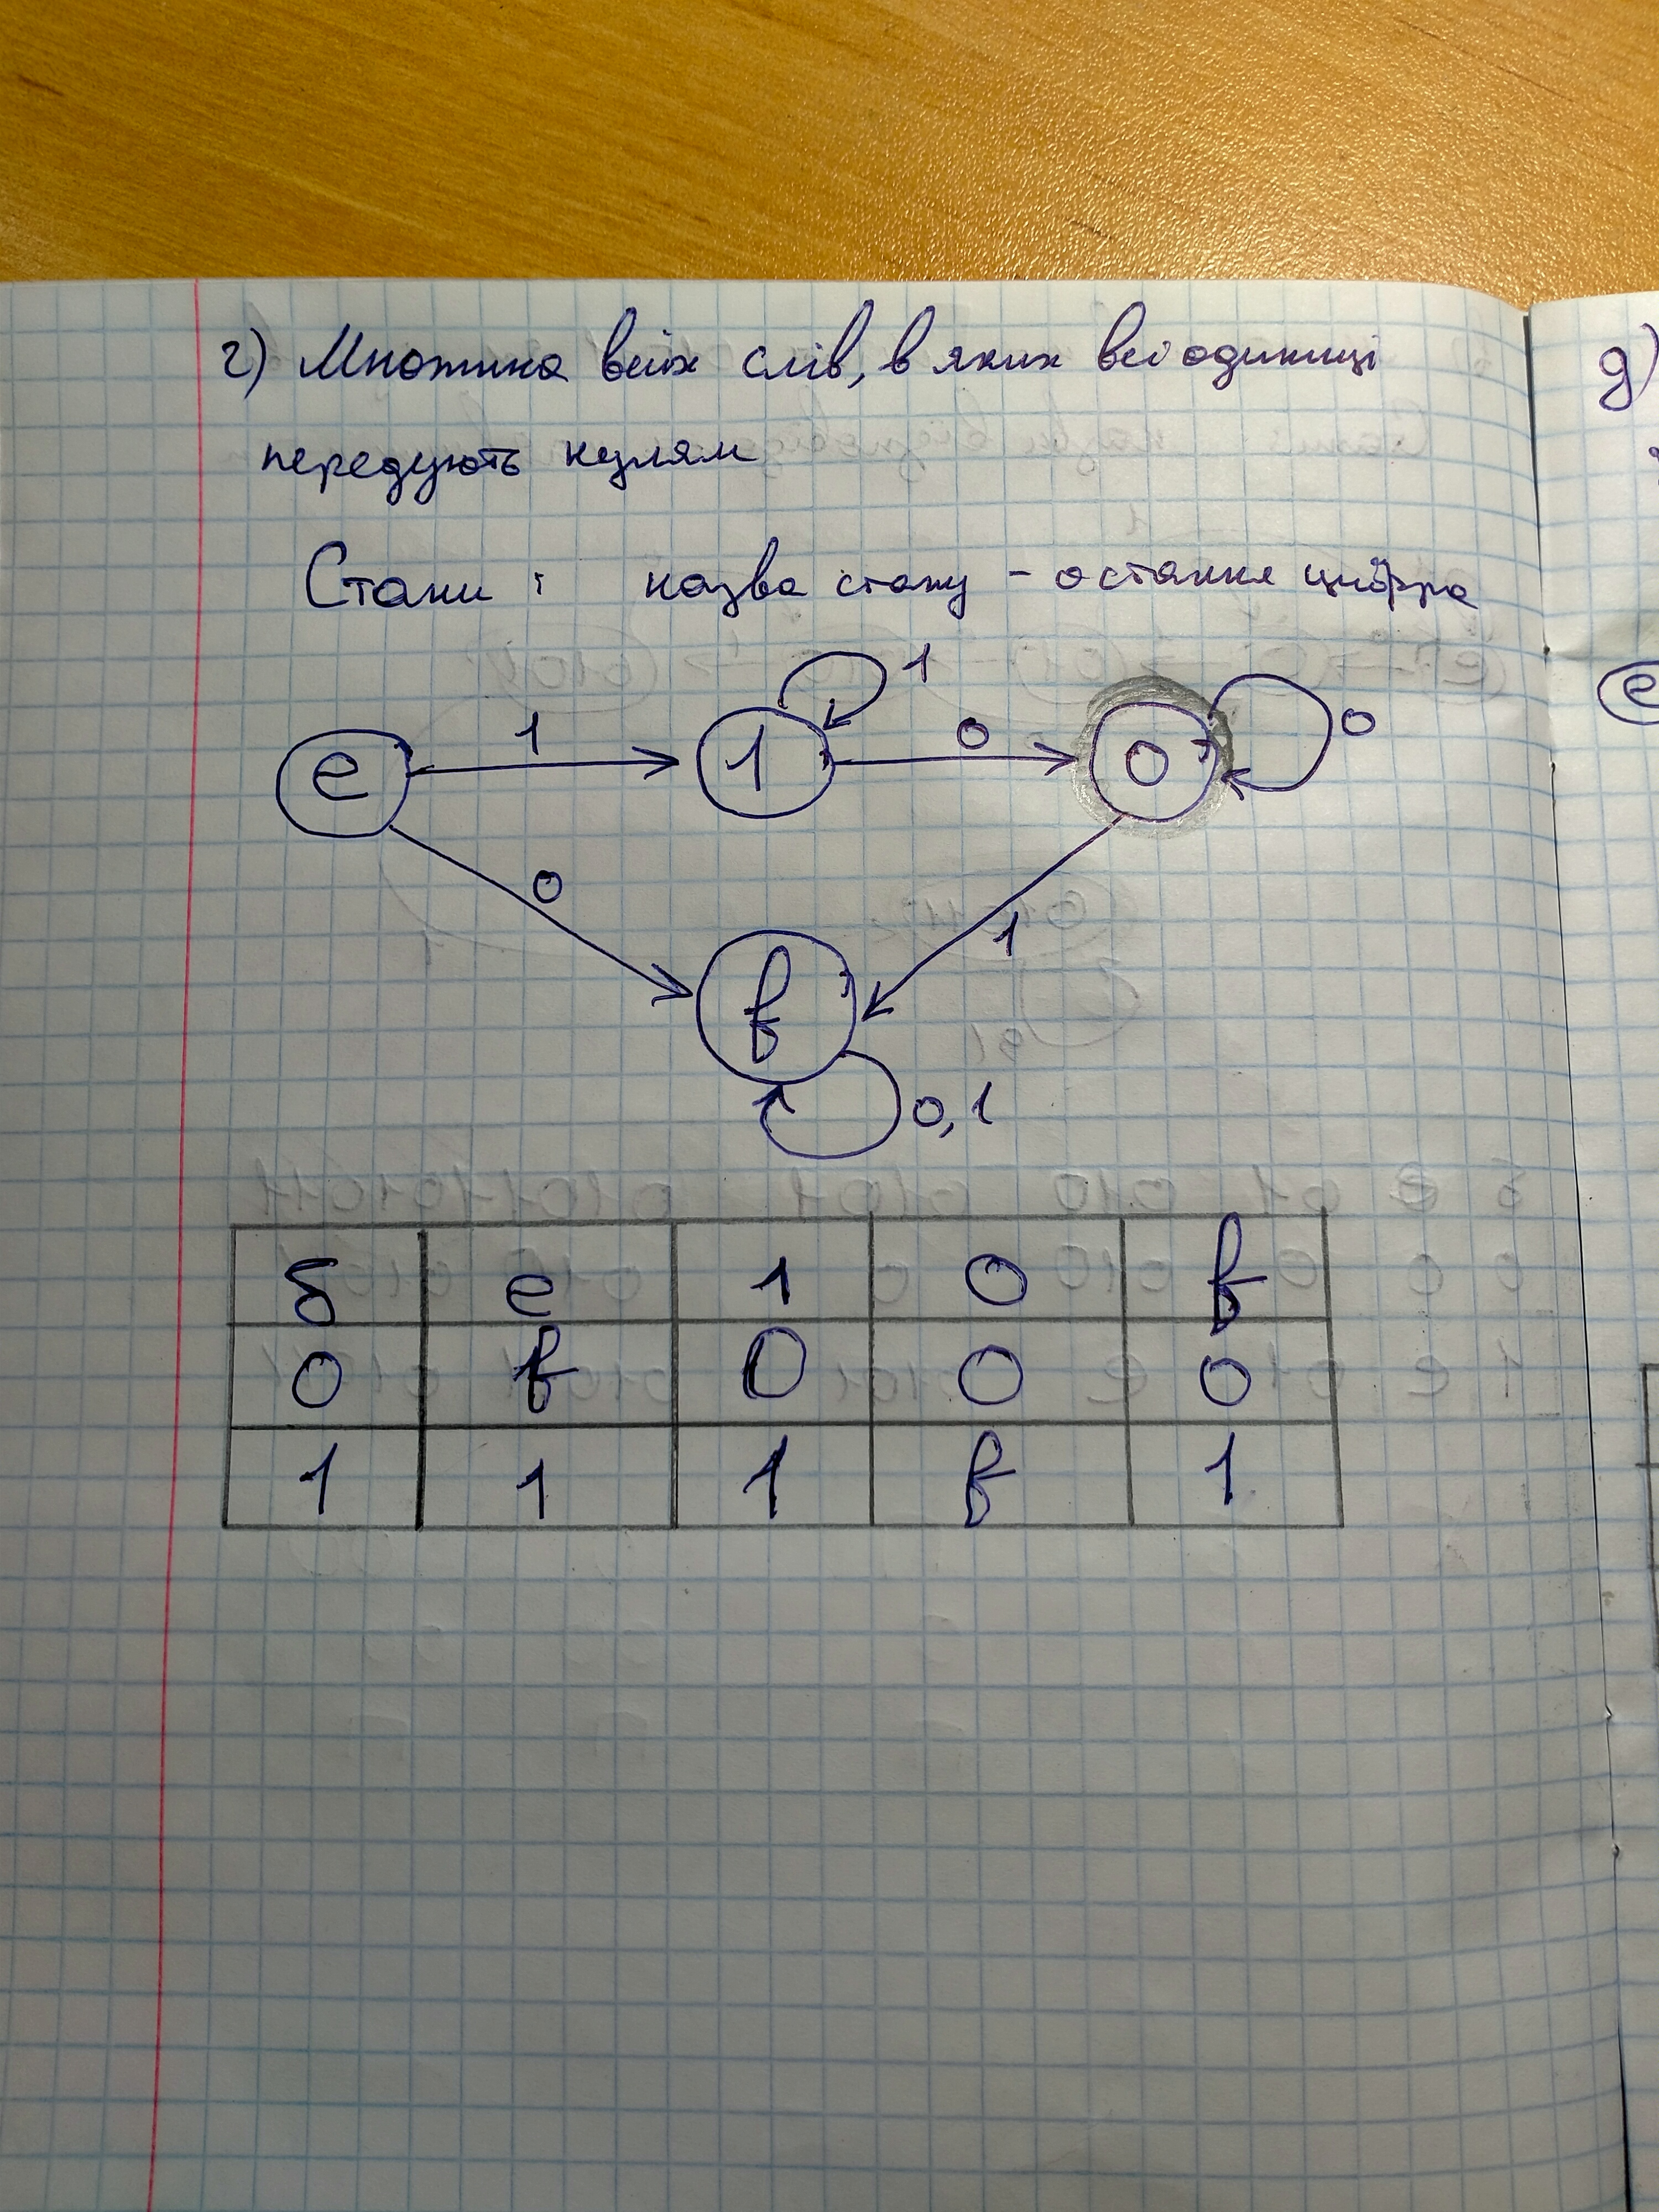 г) Множина всіх слів, в яких всі одиниці
передують нулям
Стани : назва стану – остання цифра
e 1 1 1 0 0 0
0 f 1
0,1
δ e 1 0 f
0 f 0 0 0
1 1 1 f 1
д)
e